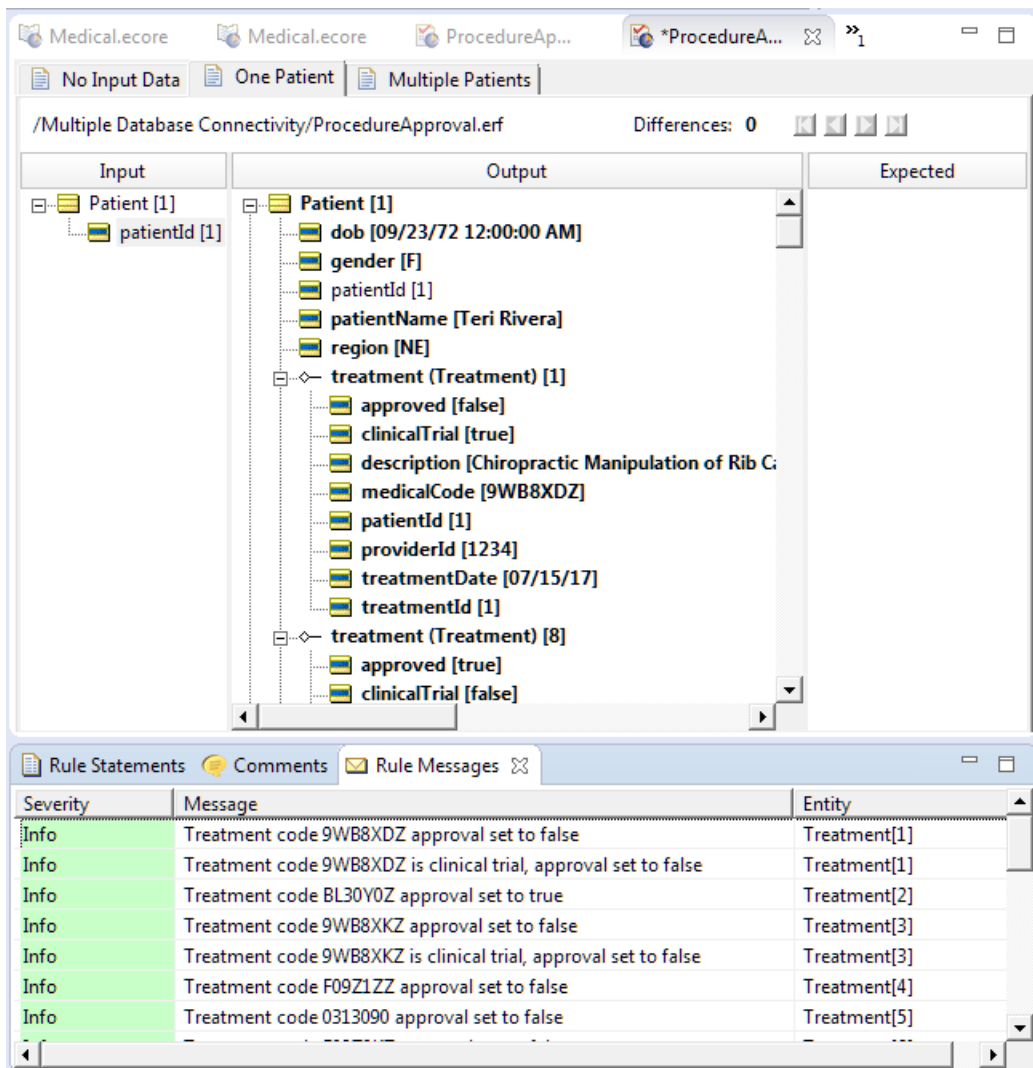 Medical.ecore Medical.ecore ProcedureAp... *ProcedureA... »1
No Input Data One Patient Multiple Patients
/Multiple Database Connectivity/ProcedureApproval.erf Differences: 0
Input Output Expected
Patient [1]
patientId [1]
Patient [1]
dob [09/23/72 12:00:00 AM]
gender [F]
patientId [1]
patientName [Teri Rivera]
region [NE]
treatment (Treatment) [1]
approved [false]
clinicalTrial [true]
description [Chiropractic Manipulation of Rib
medicalCode [9WB8XDZ]
patientId [1]
providerId [1234]
treatmentDate [07/15/17]
treatmentId [1]
treatment (Treatment) [8]
approved [true]
clinicalTrial [false]
Rule Statements Comments Rule Messages
Severity Message Entity
Info Treatment code 9WB8XDZ approval set to false Treatment[1]
Info Treatment code 9WB8XDZ is clinical trial, approval set to false Treatment[1]
Info Treatment code BL30Y0Z approval set to true Treatment[2]
Info Treatment code 9WB8XKZ approval set to false Treatment[3]
Info Treatment code 9WB8XKZ is clinical trial, approval set to false Treatment[3]
Info Treatment code F09Z1ZZ approval set to false Treatment[4]
Info Treatment code 0313090 approval set to false Treatment[5]